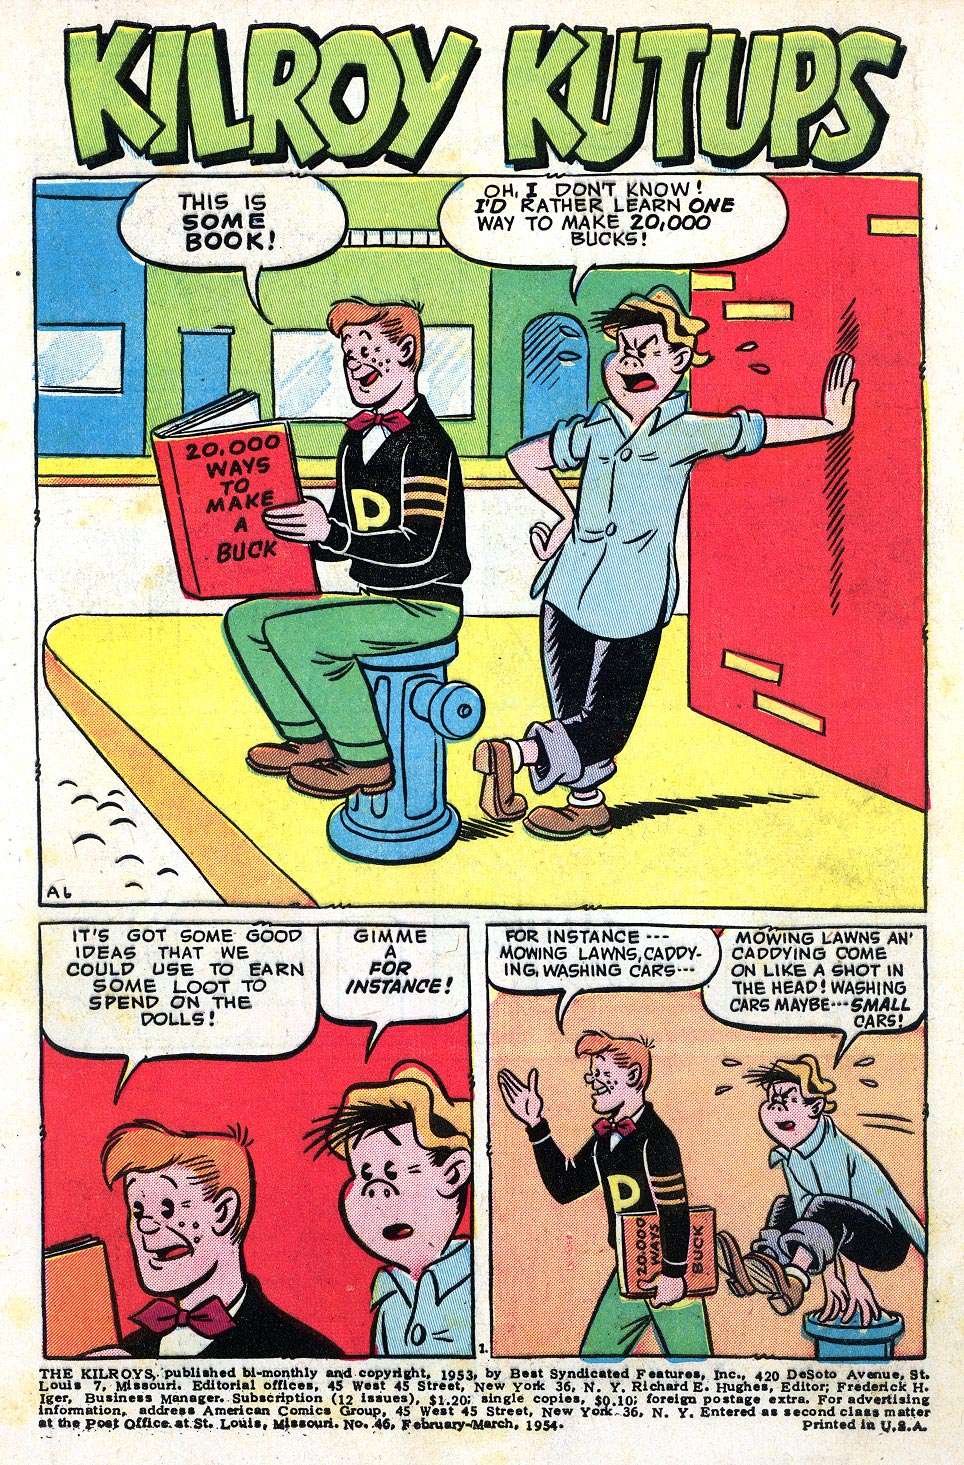 KILROY KUTUPS
THIS IS
SOME
BOOK!
OH, I DON'T KNOW!
I'D RATHER LEARN ONE
WAY TO MAKE 20,000
BUCKS!
20,000
WAYS
TO
MAKE
A
BUCK
P
A6
IT'S GOT SOME GOOD
IDEAS THAT WE
COULD USE TO EARN
SOME LOOT TO
SPEND ON THE
DOLLS!
GIMME
A
FOR
INSTANCE!
FOR INSTANCE ---
MOWING LAWNS, CADDY-
ING, WASHING CARS---
MOWING LAWNS AN'
CADDYING COME
ON LIKE A SHOT IN
THE HEAD! WASHING
CARS MAYBE---SMALL
CARS!
P
20,000
WAYS
BUCK
1.
THE KILROYS, published bi-monthly and copyright, 1953, by Best Syndicated Features, Inc., 420 DeSoto Avenue, St.
Louis 7, Missouri. Editorial offices, 45 West 45 Street, New York 36, N. Y. Richard E. Hughes, Editor; Frederick H.
Iger, Business Manager. Subscription (12 issues), $1.20; single copies, $0.10; foreign postage extra. For advertising
information, address American Comics Group, 45 West 45 Street, New York 36, N. Y. Entered as second class matter
at the Post Office at St. Louis, Missouri. No. 46, February-March, 1954. Printed in U.S.A.